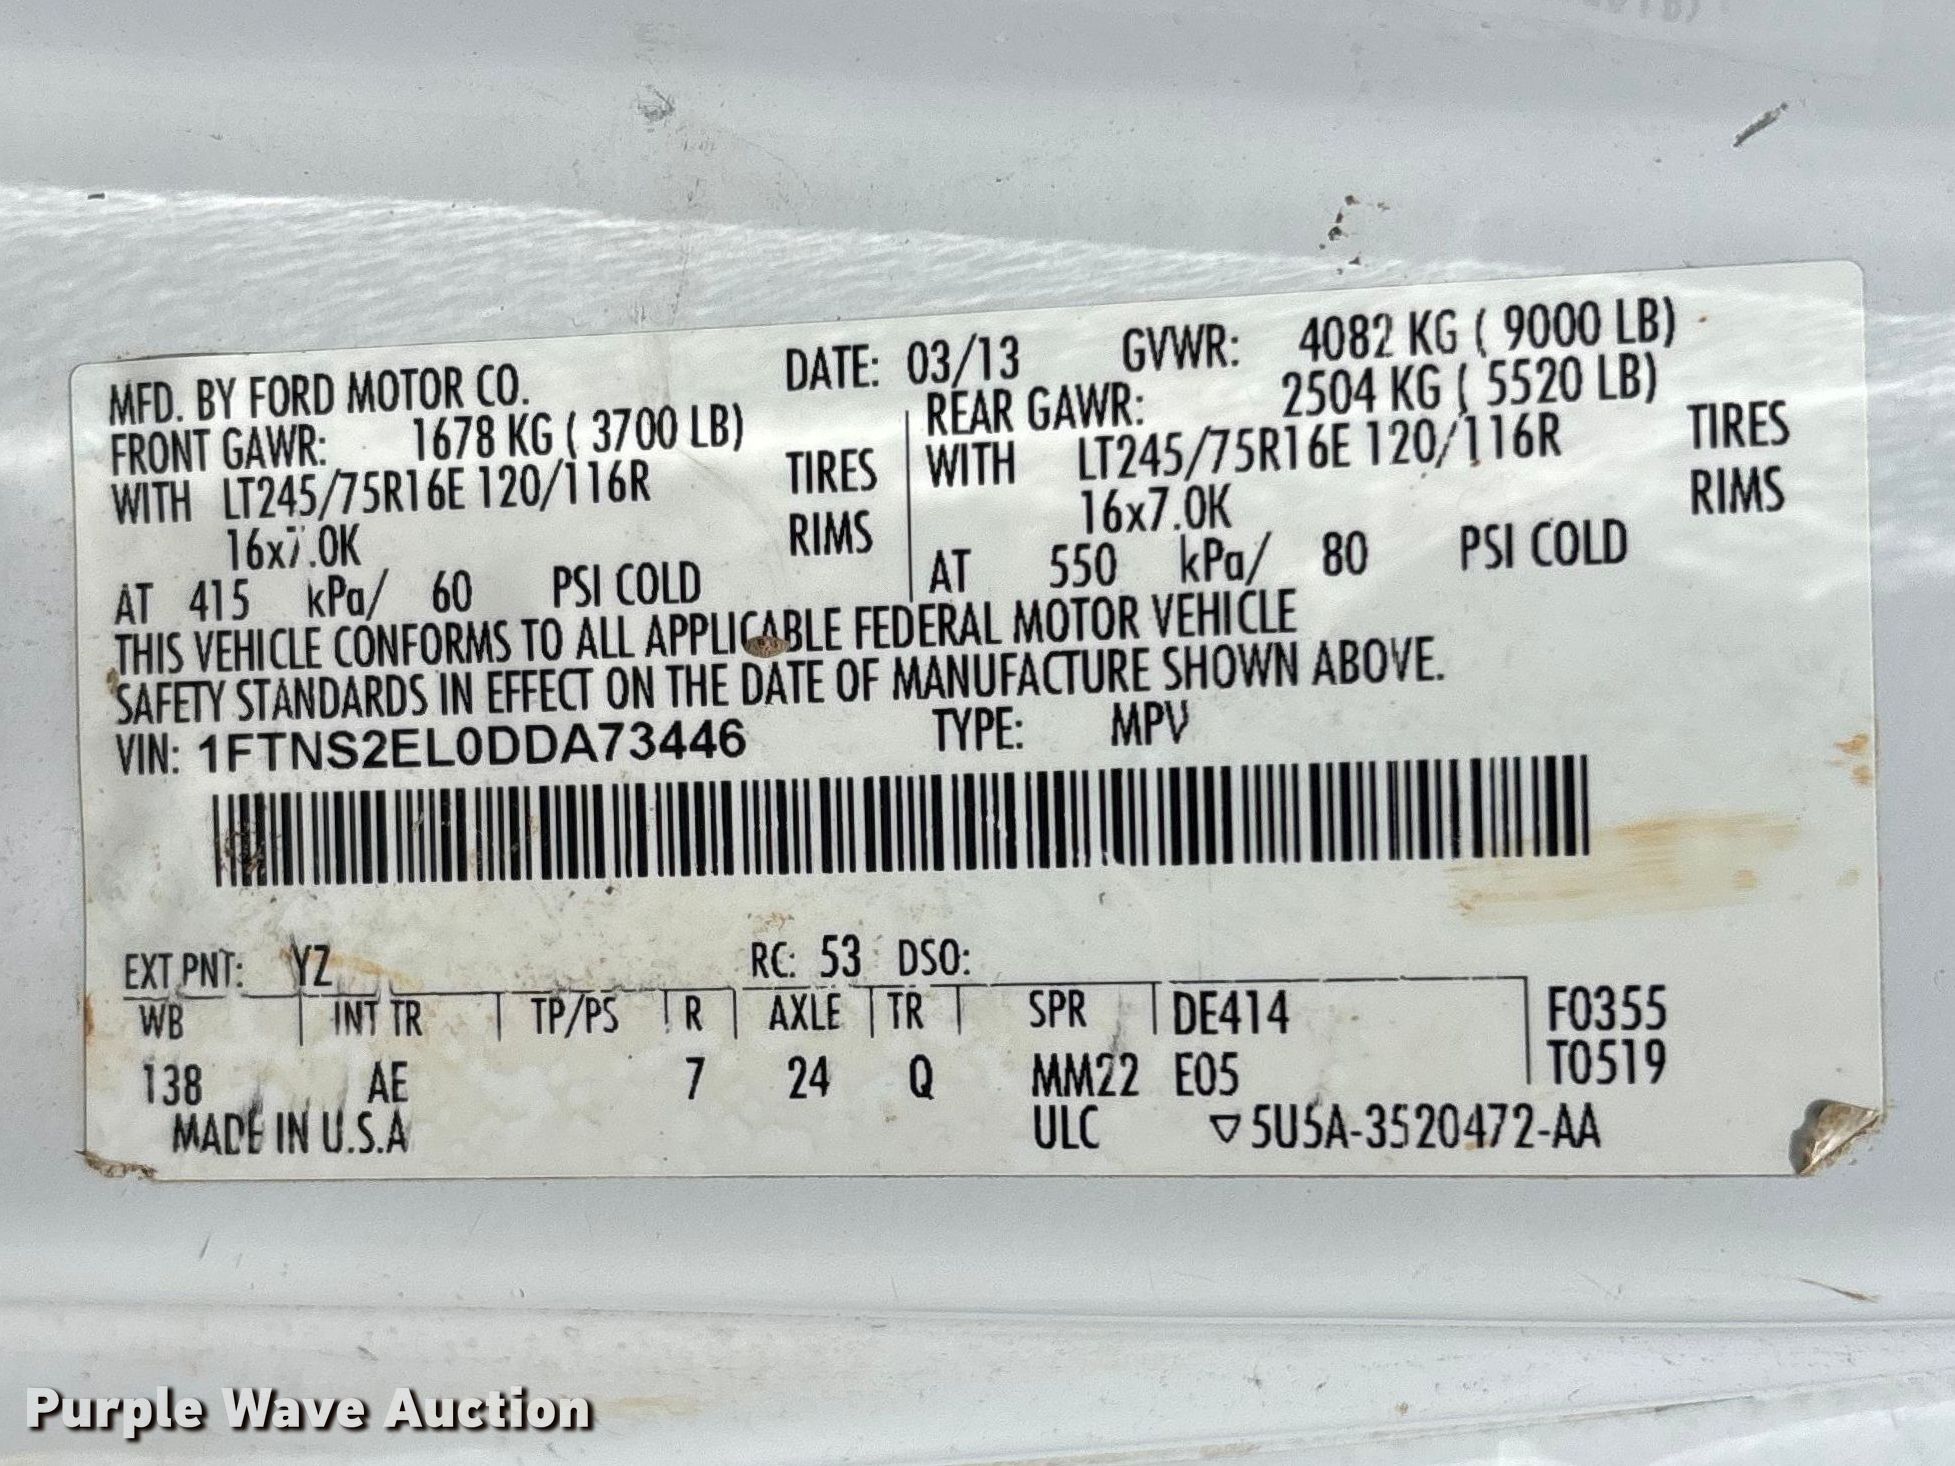 MFD. BY FORD MOTOR CO. DATE: 03/13 GVWR: 4082 KG ( 9000 LB)
FRONT GAWR: 1678 KG ( 3700 LB) REAR GAWR: 2504 KG ( 5520 LB)
WITH LT245/75R16E 120/116R TIRES WITH LT245/75R16E 120/116R TIRES
16x7.0K RIMS 16x7.0K RIMS
AT 415 kPa/ 60 PSI COLD AT 550 kPa/ 80 PSI COLD
THIS VEHICLE CONFORMS TO ALL APPLICABLE FEDERAL MOTOR VEHICLE
SAFETY STANDARDS IN EFFECT ON THE DATE OF MANUFACTURE SHOWN ABOVE.
VIN: 1FTNS2EL0DDA73446 TYPE: MPV
EXT PNT: YZ RC: 53 DSO:
WB INT TR TP/PS R AXLE TR SPR DE414 F0355
138 AE 7 24 Q MM22 E05 T0519
MADE IN U.S.A ULC ▽5U5A-3520472-AA
Purple Wave Auction